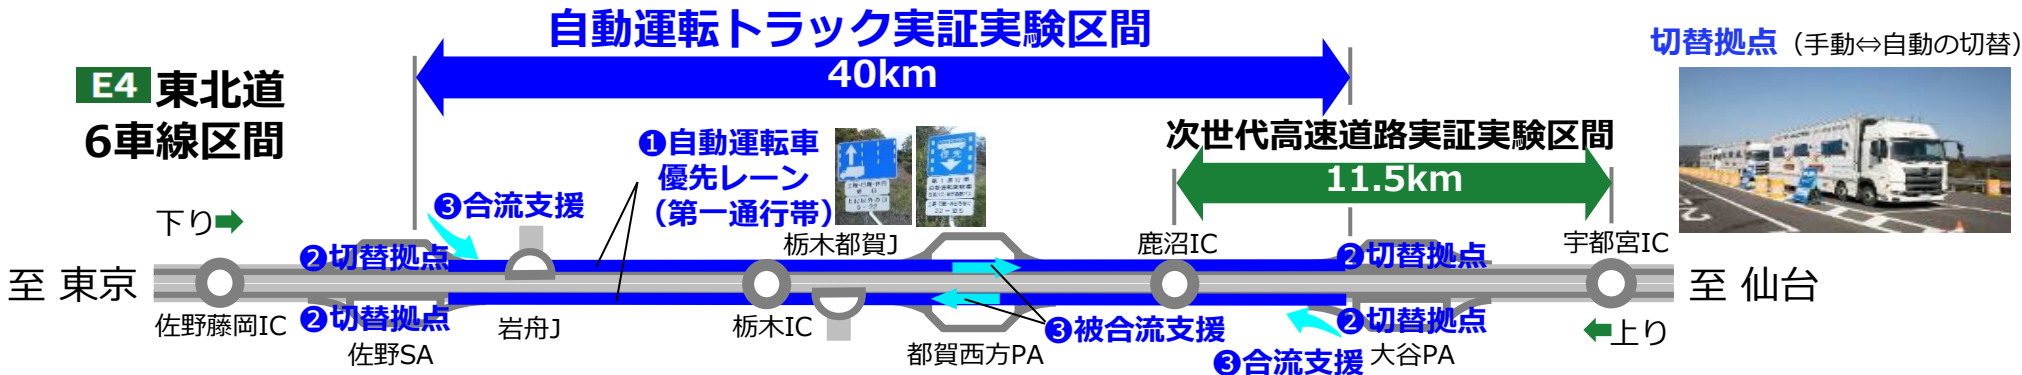 自動運転トラック実証実験区間
40km
切替拠点（手動⇔自動の切替）
E4 東北道
6車線区間
次世代高速道路実証実験区間
11.5km
❶自動運転車
優先レーン
（第一通行帯）
❸合流支援
下り
栃木都賀J
鹿沼IC
宇都宮IC
❷切替拠点
❷切替拠点
至 東京
至 仙台
佐野藤岡IC
❷切替拠点
佐野SA
岩舟J
栃木IC
都賀西方PA
❸被合流支援
❷切替拠点
❸合流支援
大谷PA
上り